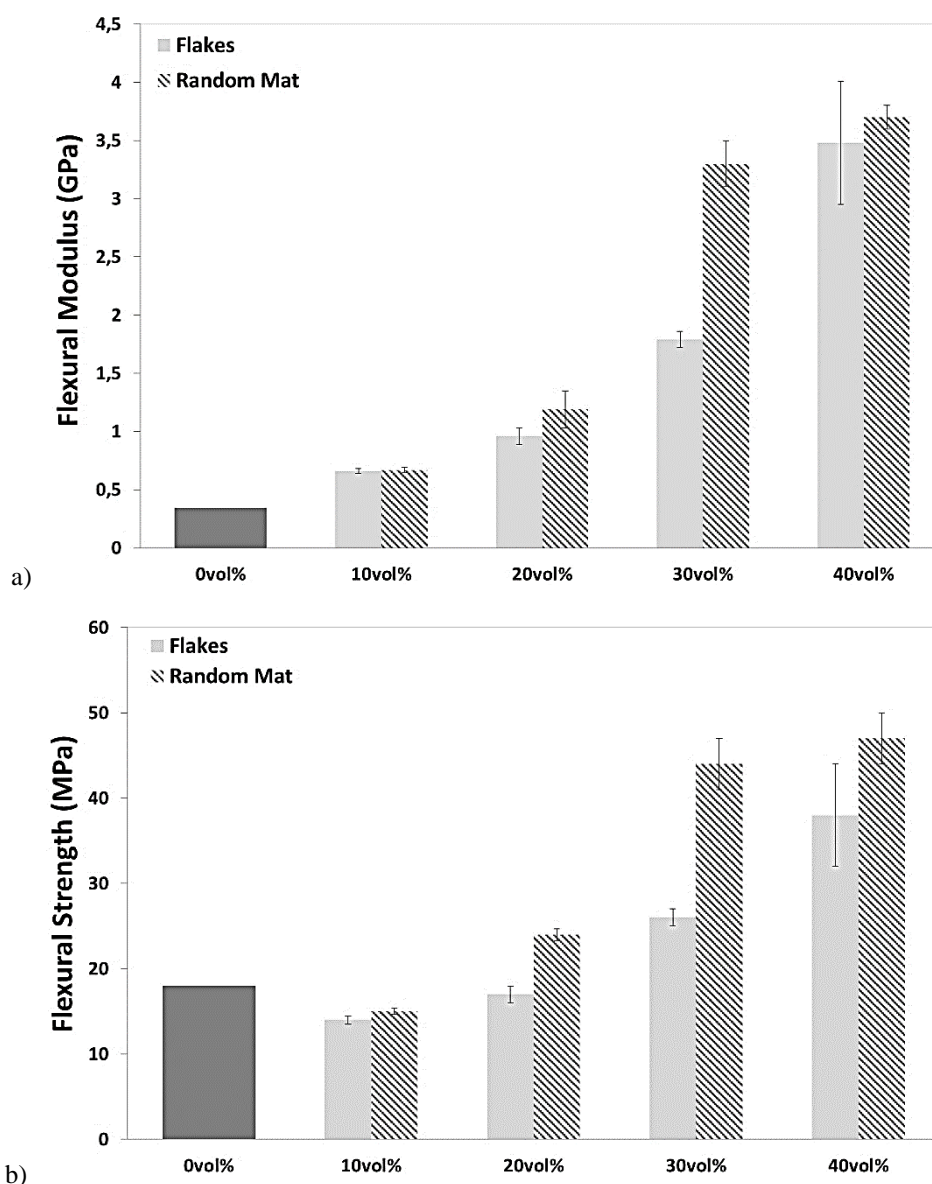 4,5
Flakes
Random Mat
4
3,5
3
2,5
2
1,5
1
0,5
0
Flexural Modulus (GPa)
0vol% 10vol% 20vol% 30vol% 40vol%
a)
60
Flakes
Random Mat
50
40
30
20
10
0
Flexural Strength (MPa)
0vol% 10vol% 20vol% 30vol% 40vol%
b)